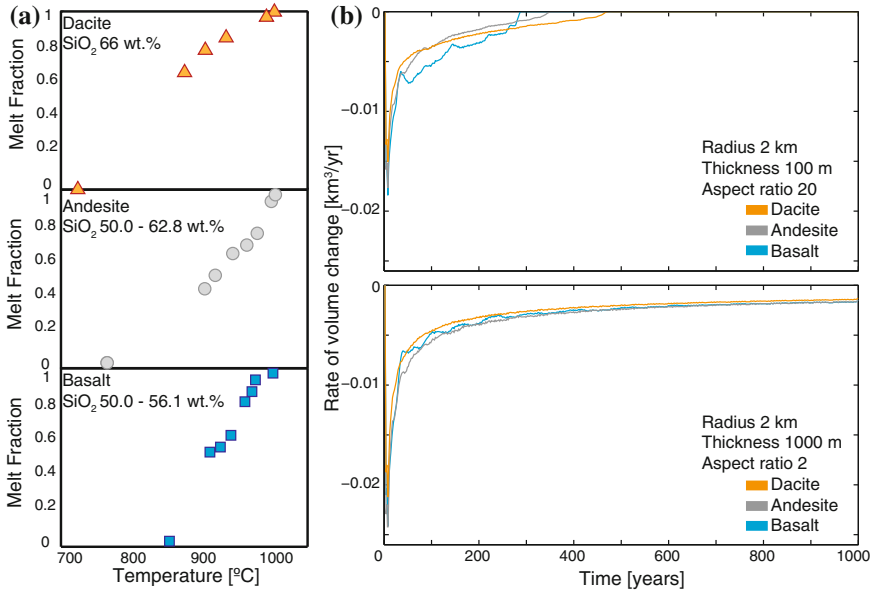 (a)
Dacite
SiO2 66 wt.%
Melt Fraction
1
0.8
0.6
0.4
0.2
0
Andesite
SiO2 50.0 - 62.8 wt.%
Melt Fraction
1
0.8
0.6
0.4
0.2
0
Basalt
SiO2 50.0 - 56.1 wt.%
Melt Fraction
1
0.8
0.6
0.4
0.2
0
700 800 900 1000
Temperature [ºC]
(b)
Rate of volume change [km³/yr]
0
−0.01
−0.02
Radius 2 km
Thickness 100 m
Aspect ratio 20
Dacite
Andesite
Basalt
0
−0.01
−0.02
Radius 2 km
Thickness 1000 m
Aspect ratio 2
Dacite
Andesite
Basalt
0 200 400 600 800 1000
Time [years]